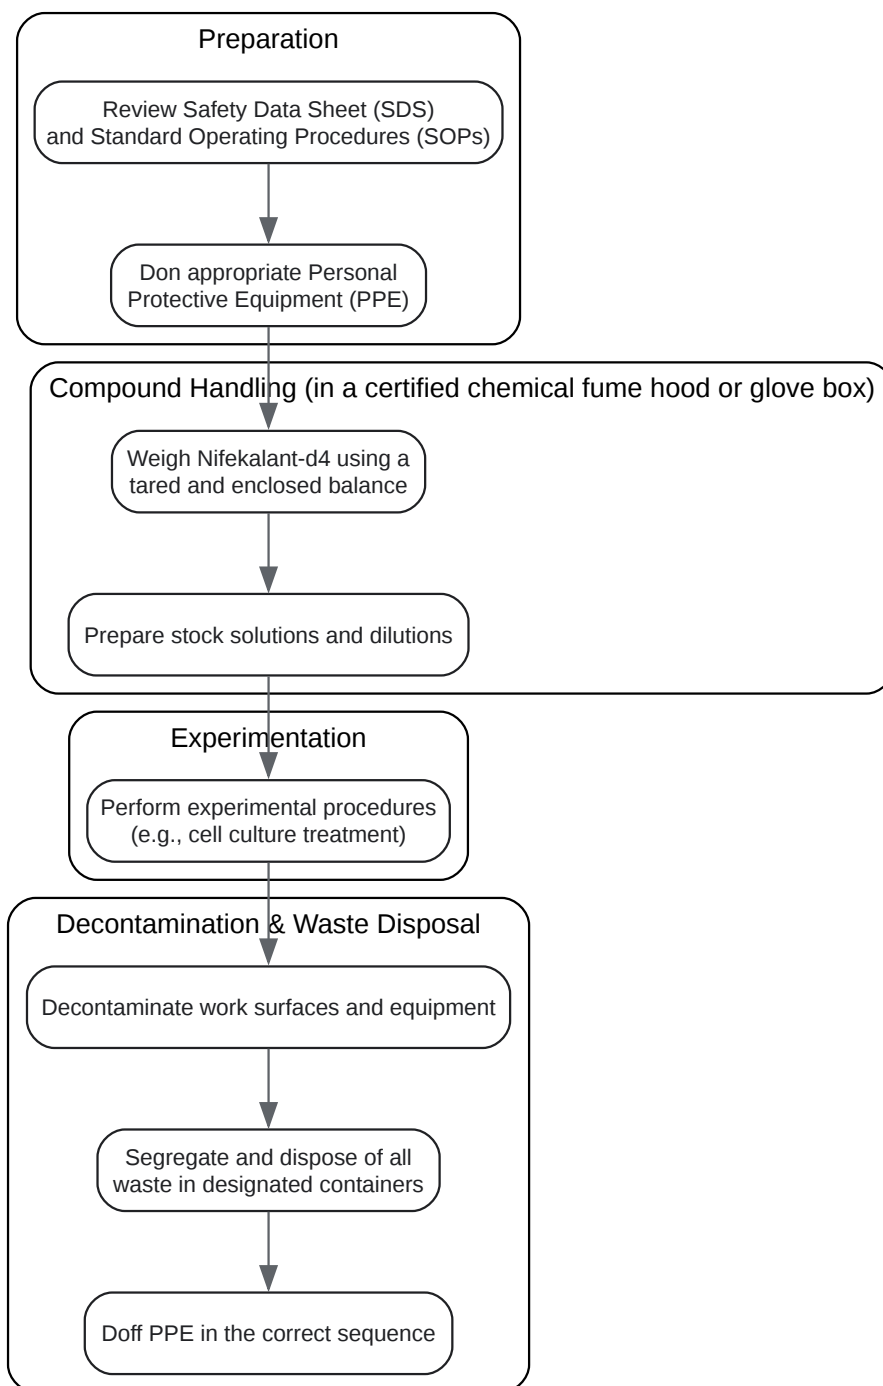 Preparation
Review Safety Data Sheet (SDS)
and Standard Operating Procedures (SOPs)
Don appropriate Personal
Protective Equipment (PPE)
Compound Handling (in a certified chemical fume hood or glove box)
Weigh Nifekalant-d4 using a
tared and enclosed balance
Prepare stock solutions and dilutions
Experimentation
Perform experimental procedures
(e.g., cell culture treatment)
Decontamination & Waste Disposal
Decontaminate work surfaces and equipment
Segregate and dispose of all
waste in designated containers
Doff PPE in the correct sequence